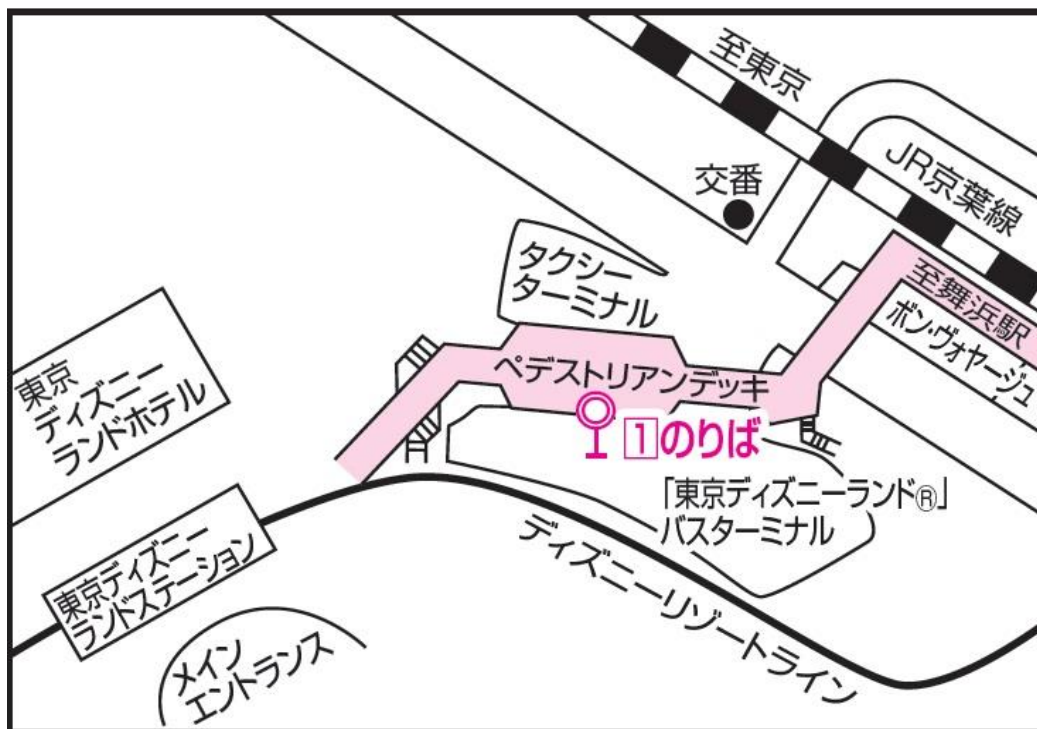 至東京
JR京葉線
交番
タクシー
ターミナル
至舞浜駅
ボン・ヴォヤージュ
ペデストリアンデッキ
1のりば
東京
ディズニー
ランドホテル
「東京ディズニーランド®」
バスターミナル
ディズニーリゾートライン
東京ディズニー
ランドステーション
メイン
エントランス